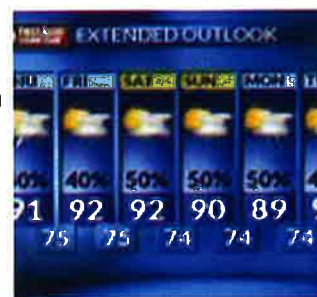 EXTENDED OUTLOOK
FRI SAT SUN MON
40% 50% 50% 50%
91 92 92 90 89
75 75 74 74 74